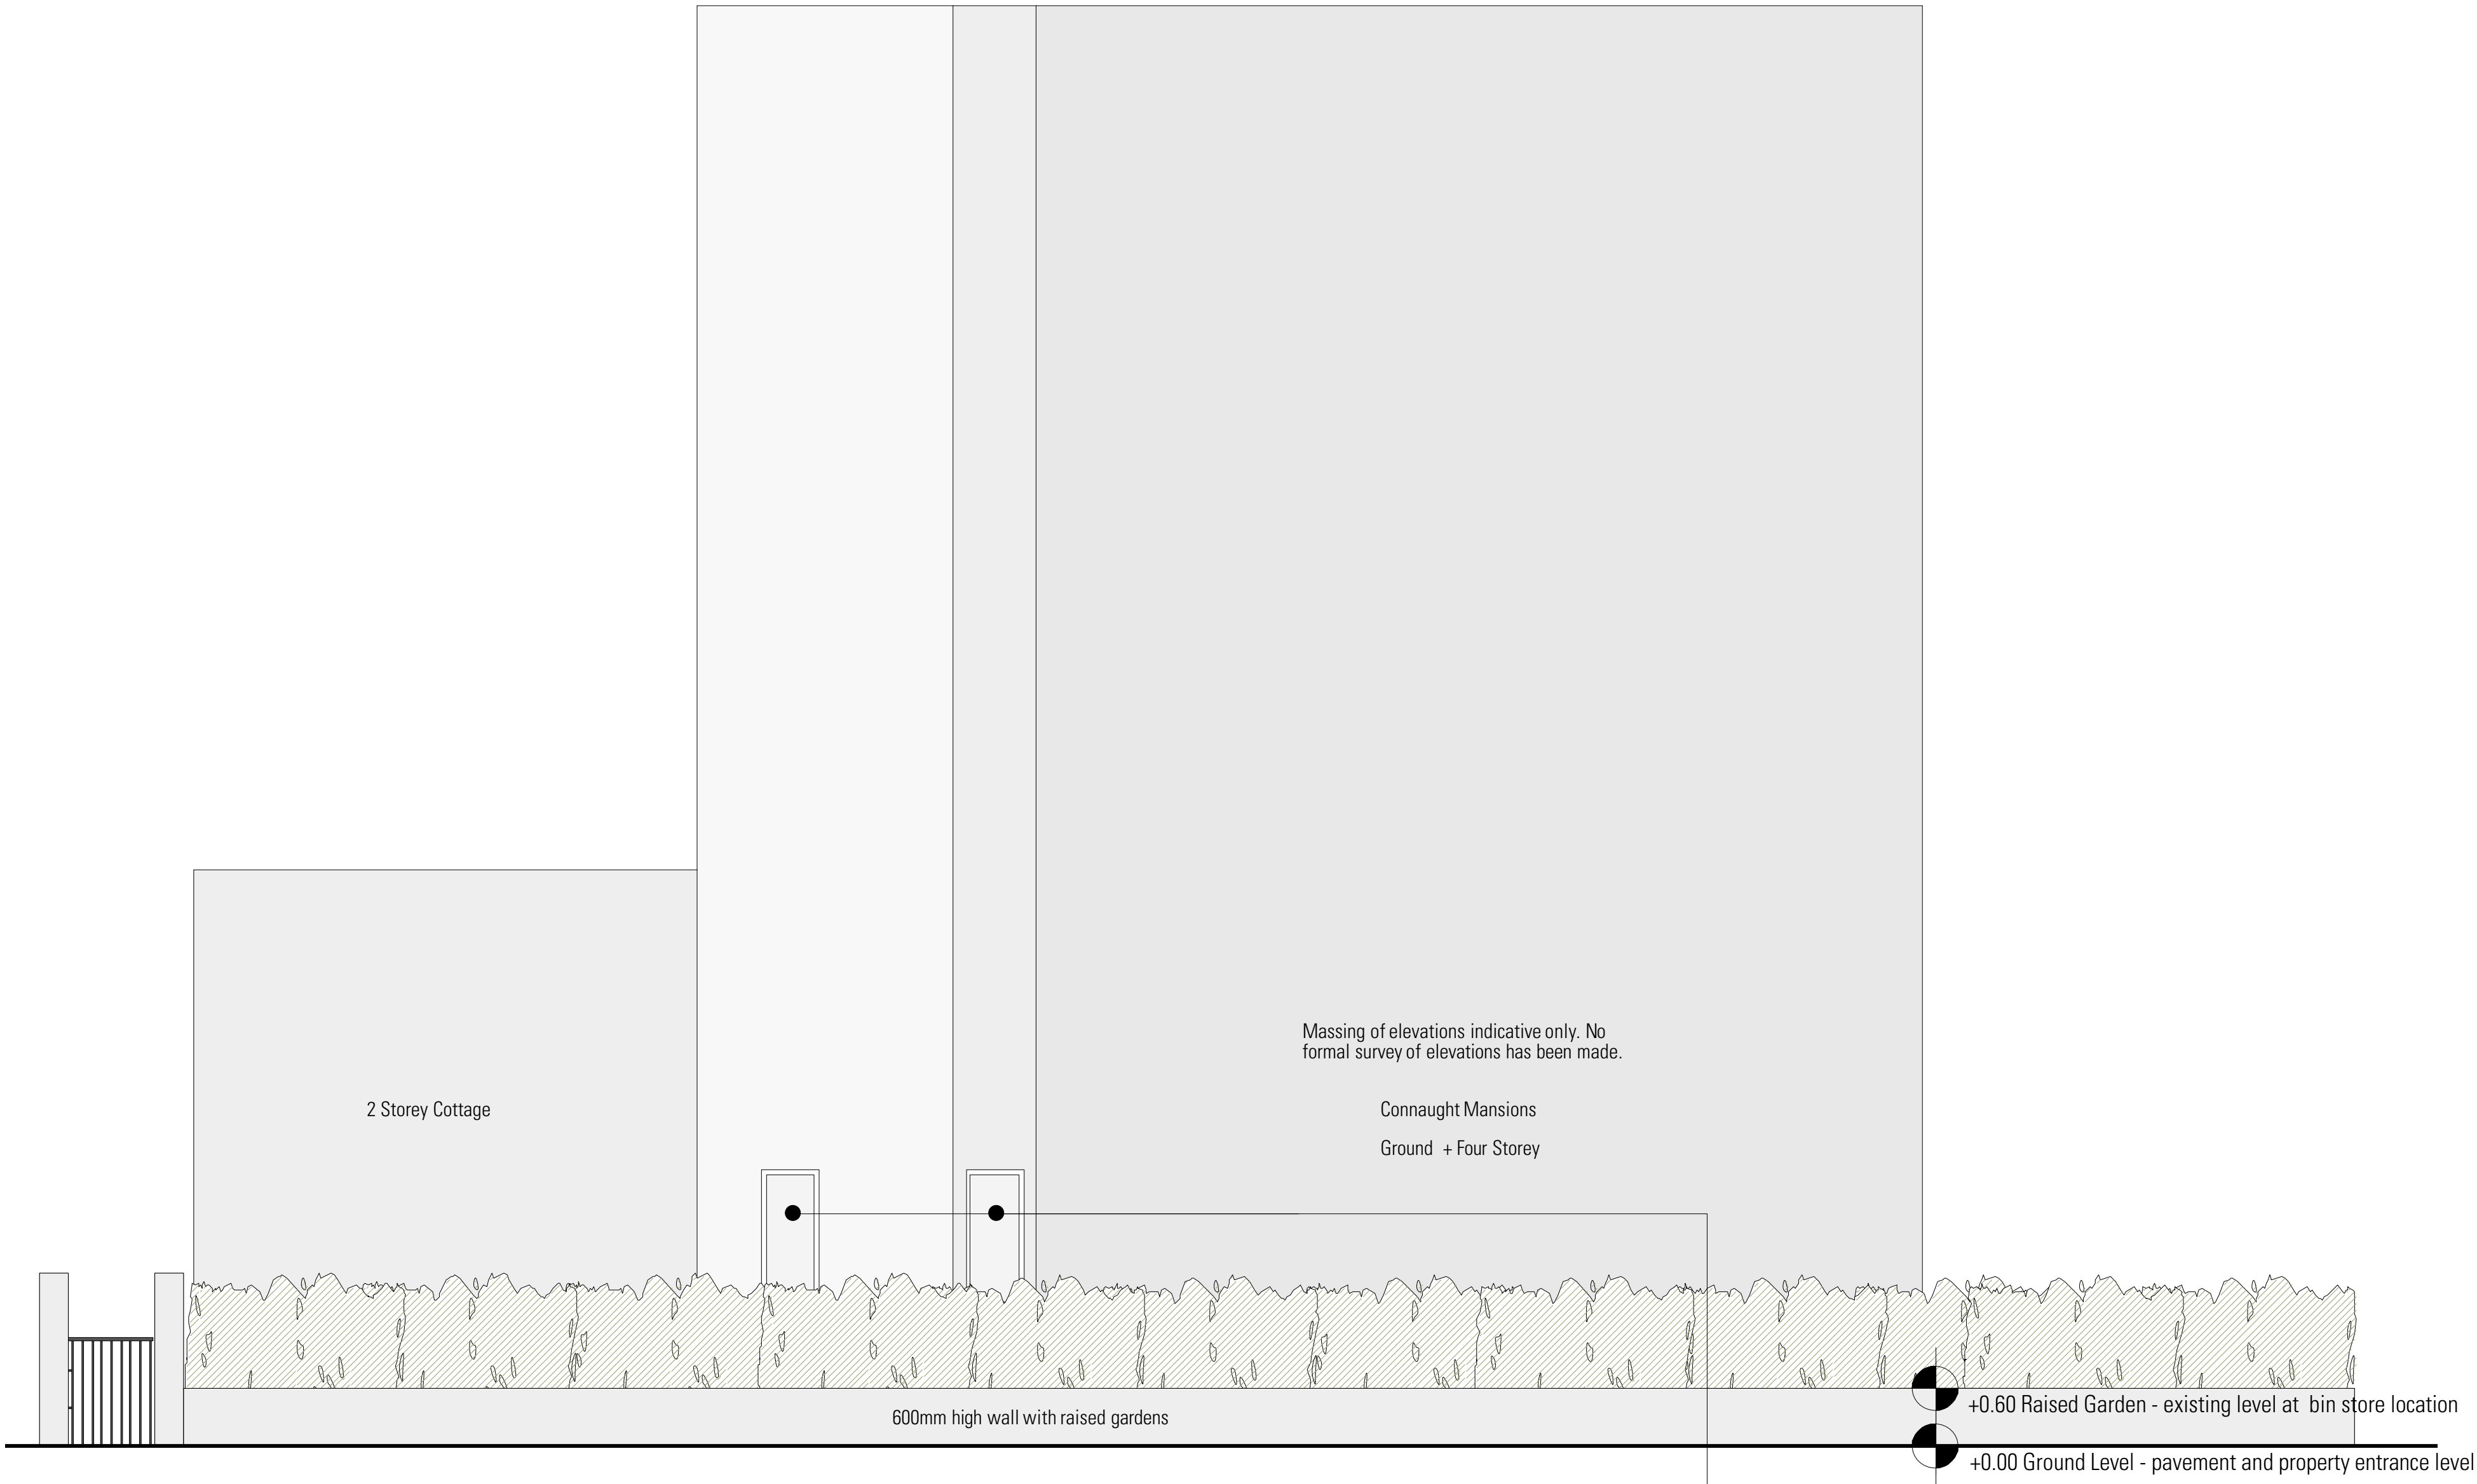 Massing of elevations indicative only. No
formal survey of elevations has been made.
2 Storey Cottage
Connaught Mansions
Ground + Four Storey
600mm high wall with raised gardens
+0.60 Raised Garden - existing level at bin store location
+0.00 Ground Level - pavement and property entrance level